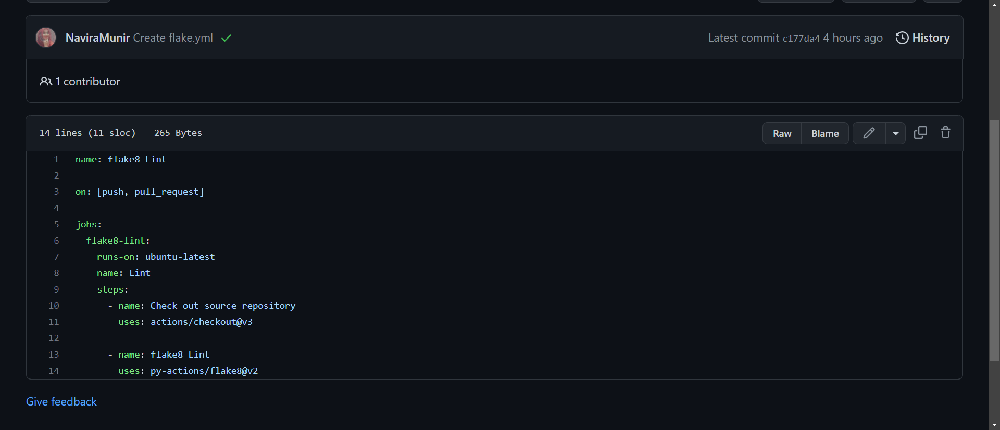 NaviraMunir Create flake.yml
Latest commit c177da4 4 hours ago History
1 contributor
14 lines (11 sloc) 265 Bytes
Raw Blame
1 name: flake8 Lint
2
3 on: [push, pull_request]
4
5 jobs:
6 flake8-lint:
7 runs-on: ubuntu-latest
8 name: Lint
9 steps:
10 - name: Check out source repository
11 uses: actions/checkout@v3
12
13 - name: flake8 Lint
14 uses: py-actions/flake8@v2
Give feedback